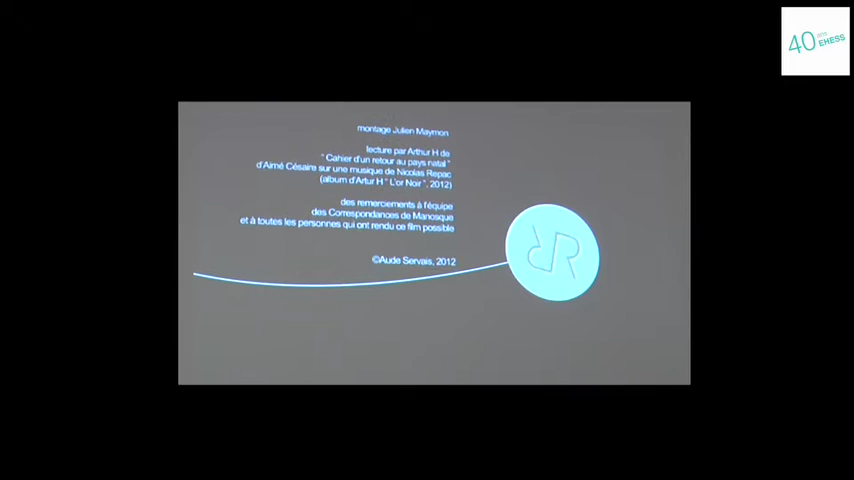 40 ans
EHESS
montage Julien Maymon
lecture par Arthur H de
" Cahier d'un retour au pays natal "
d'Aimé Césaire sur une musique de Nicolas Repac
(album d'Artur H " L'or Noir ", 2012)
des remerciements à l'équipe
des Correspondances de Manosque
et à toutes les personnes qui ont rendu ce film possible
©Aude Servais, 2012